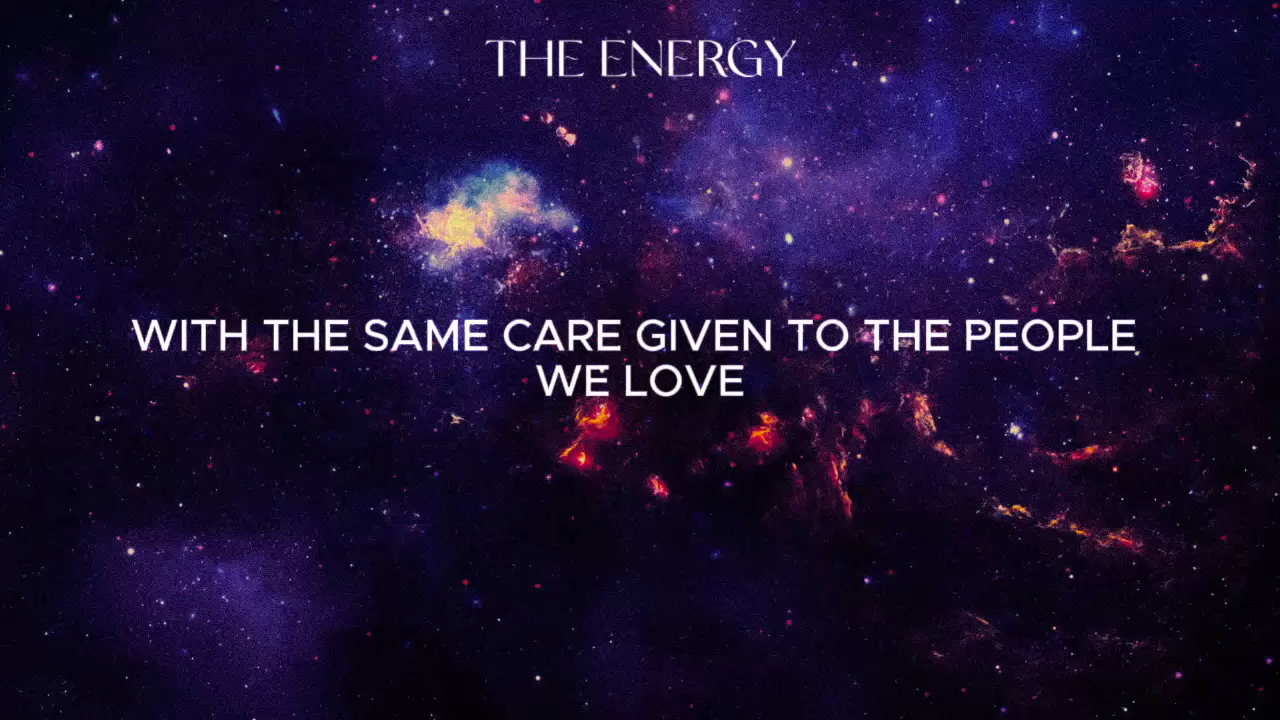 THE ENERGY
WITH THE SAME CARE GIVEN TO THE PEOPLE
WE LOVE